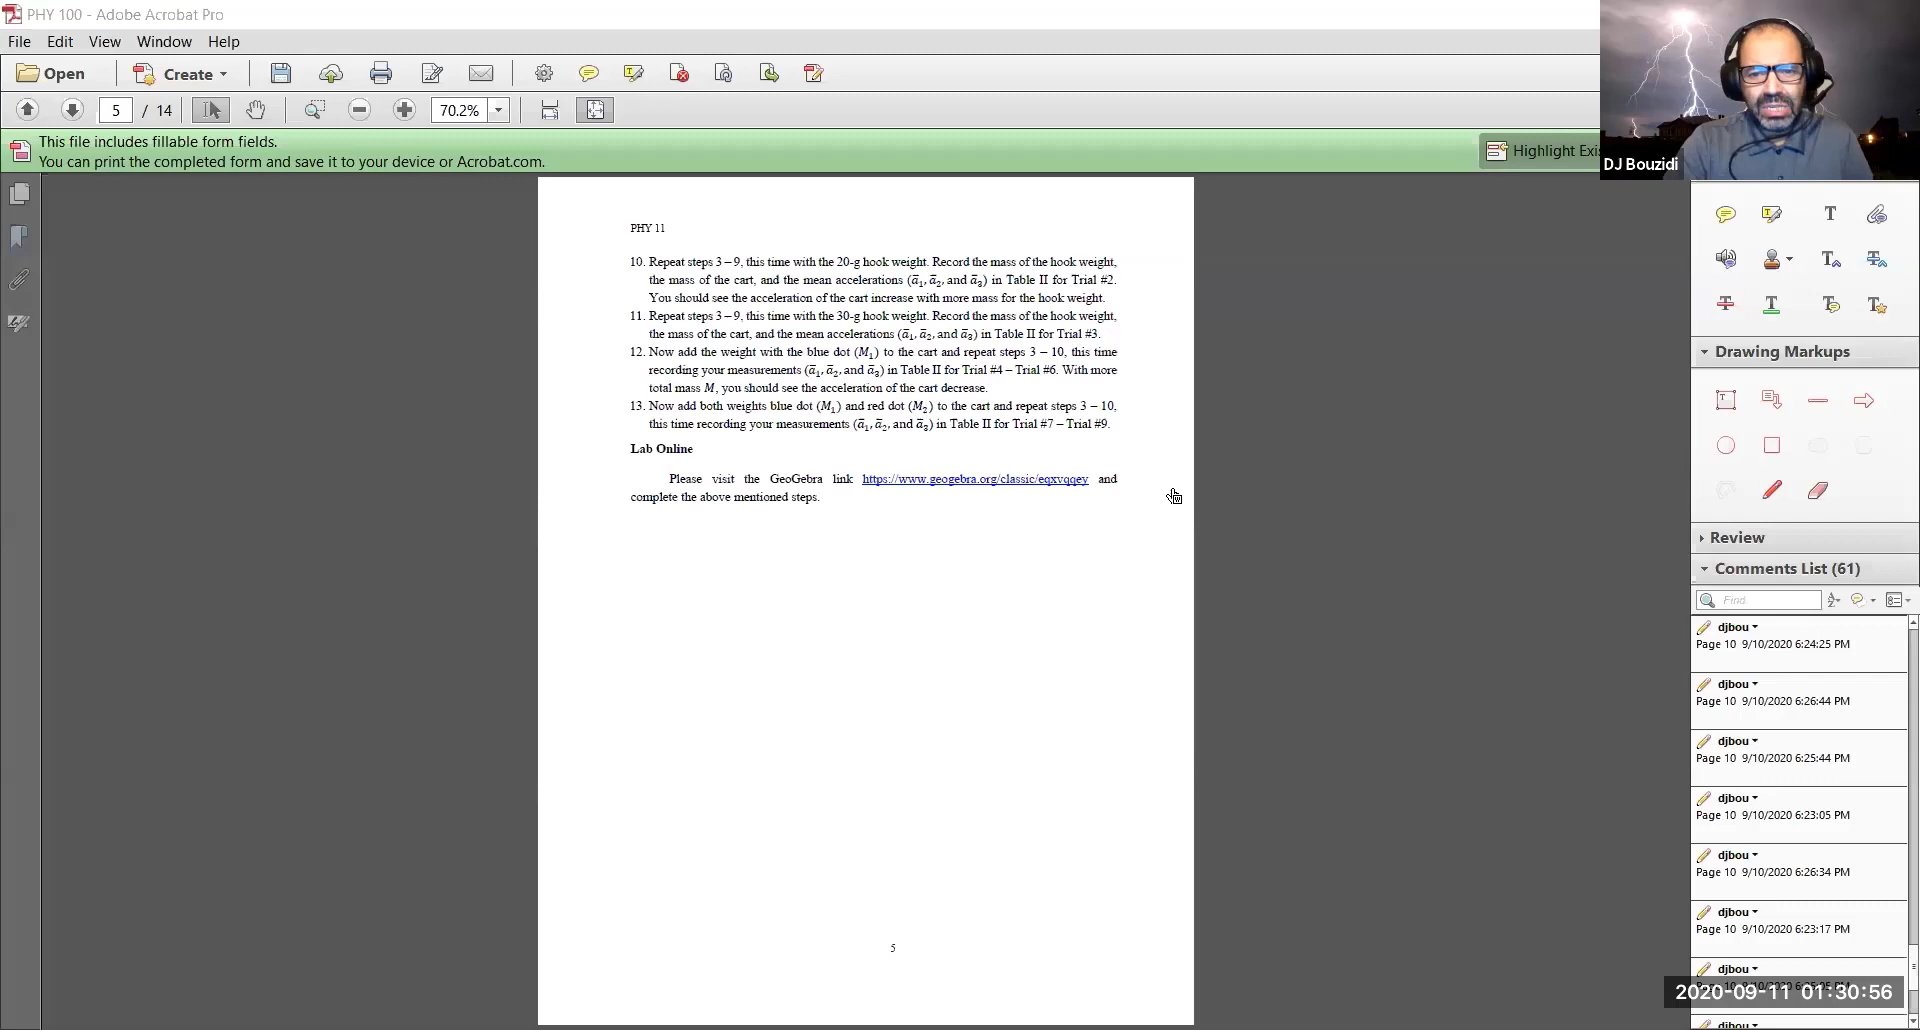 PHY 100 - Adobe Acrobat Pro
File Edit View Window Help
Open Create
5 / 14 70.2%
This file includes fillable form fields.
You can print the completed form and save it to your device or Acrobat.com.
Highlight Exi
DJ Bouzidi
PHY 11
10. Repeat steps 3 – 9, this time with the 20-g hook weight. Record the mass of the hook weight,
the mass of the cart, and the mean accelerations (ā₁, ā₂, and ā₃) in Table II for Trial #2.
You should see the acceleration of the cart increase with more mass for the hook weight.
11. Repeat steps 3 – 9, this time with the 30-g hook weight. Record the mass of the hook weight,
the mass of the cart, and the mean accelerations (ā₁, ā₂, and ā₃) in Table II for Trial #3.
12. Now add the weight with the blue dot (M₁) to the cart and repeat steps 3 – 10, this time
recording your measurements (ā₁, ā₂, and ā₃) in Table II for Trial #4 – Trial #6. With more
total mass M, you should see the acceleration of the cart decrease.
13. Now add both weights blue dot (M₁) and red dot (M₂) to the cart and repeat steps 3 – 10,
this time recording your measurements (ā₁, ā₂, and ā₃) in Table II for Trial #7 – Trial #9.
Lab Online
Please visit the GeoGebra link https://www.geogebra.org/classic/eqxvqqey and
complete the above mentioned steps.
5
Drawing Markups
Review
Comments List (61)
Find
djbou
Page 10 9/10/2020 6:24:25 PM
djbou
Page 10 9/10/2020 6:26:44 PM
djbou
Page 10 9/10/2020 6:25:44 PM
djbou
Page 10 9/10/2020 6:23:05 PM
djbou
Page 10 9/10/2020 6:26:34 PM
djbou
Page 10 9/10/2020 6:23:17 PM
djbou
2020-09-11 01:30:56
djbou